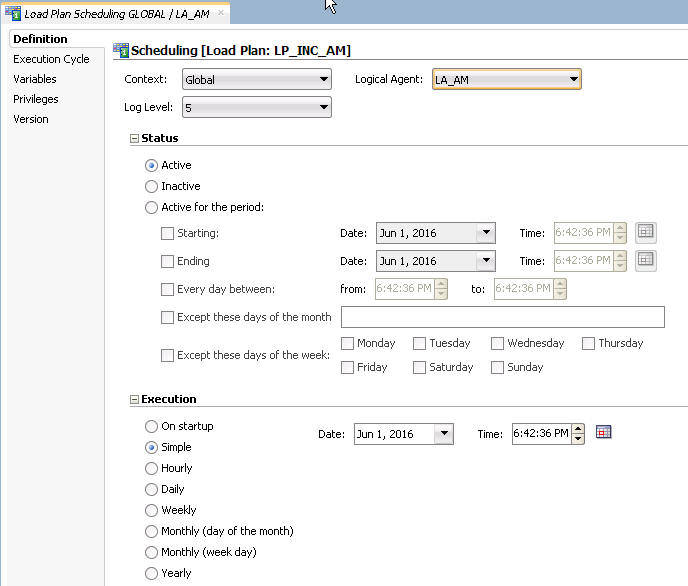 Load Plan Scheduling GLOBAL / LA_AM
Definition
Execution Cycle
Variables
Privileges
Version
Scheduling [Load Plan: LP_INC_AM]
Context: Global Logical Agent: LA_AM
Log Level: 5
Status
Active
Inactive
Active for the period:
Starting: Date: Jun 1, 2016 Time: 6:42:36 PM
Ending Date: Jun 1, 2016 Time: 6:42:36 PM
Every day between: from: 6:42:36 PM to: 6:42:36 PM
Except these days of the month
Except these days of the week: Monday Tuesday Wednesday Thursday
Friday Saturday Sunday
Execution
On startup Date: Jun 1, 2016 Time: 6:42:36 PM
Simple
Hourly
Daily
Weekly
Monthly (day of the month)
Monthly (week day)
Yearly